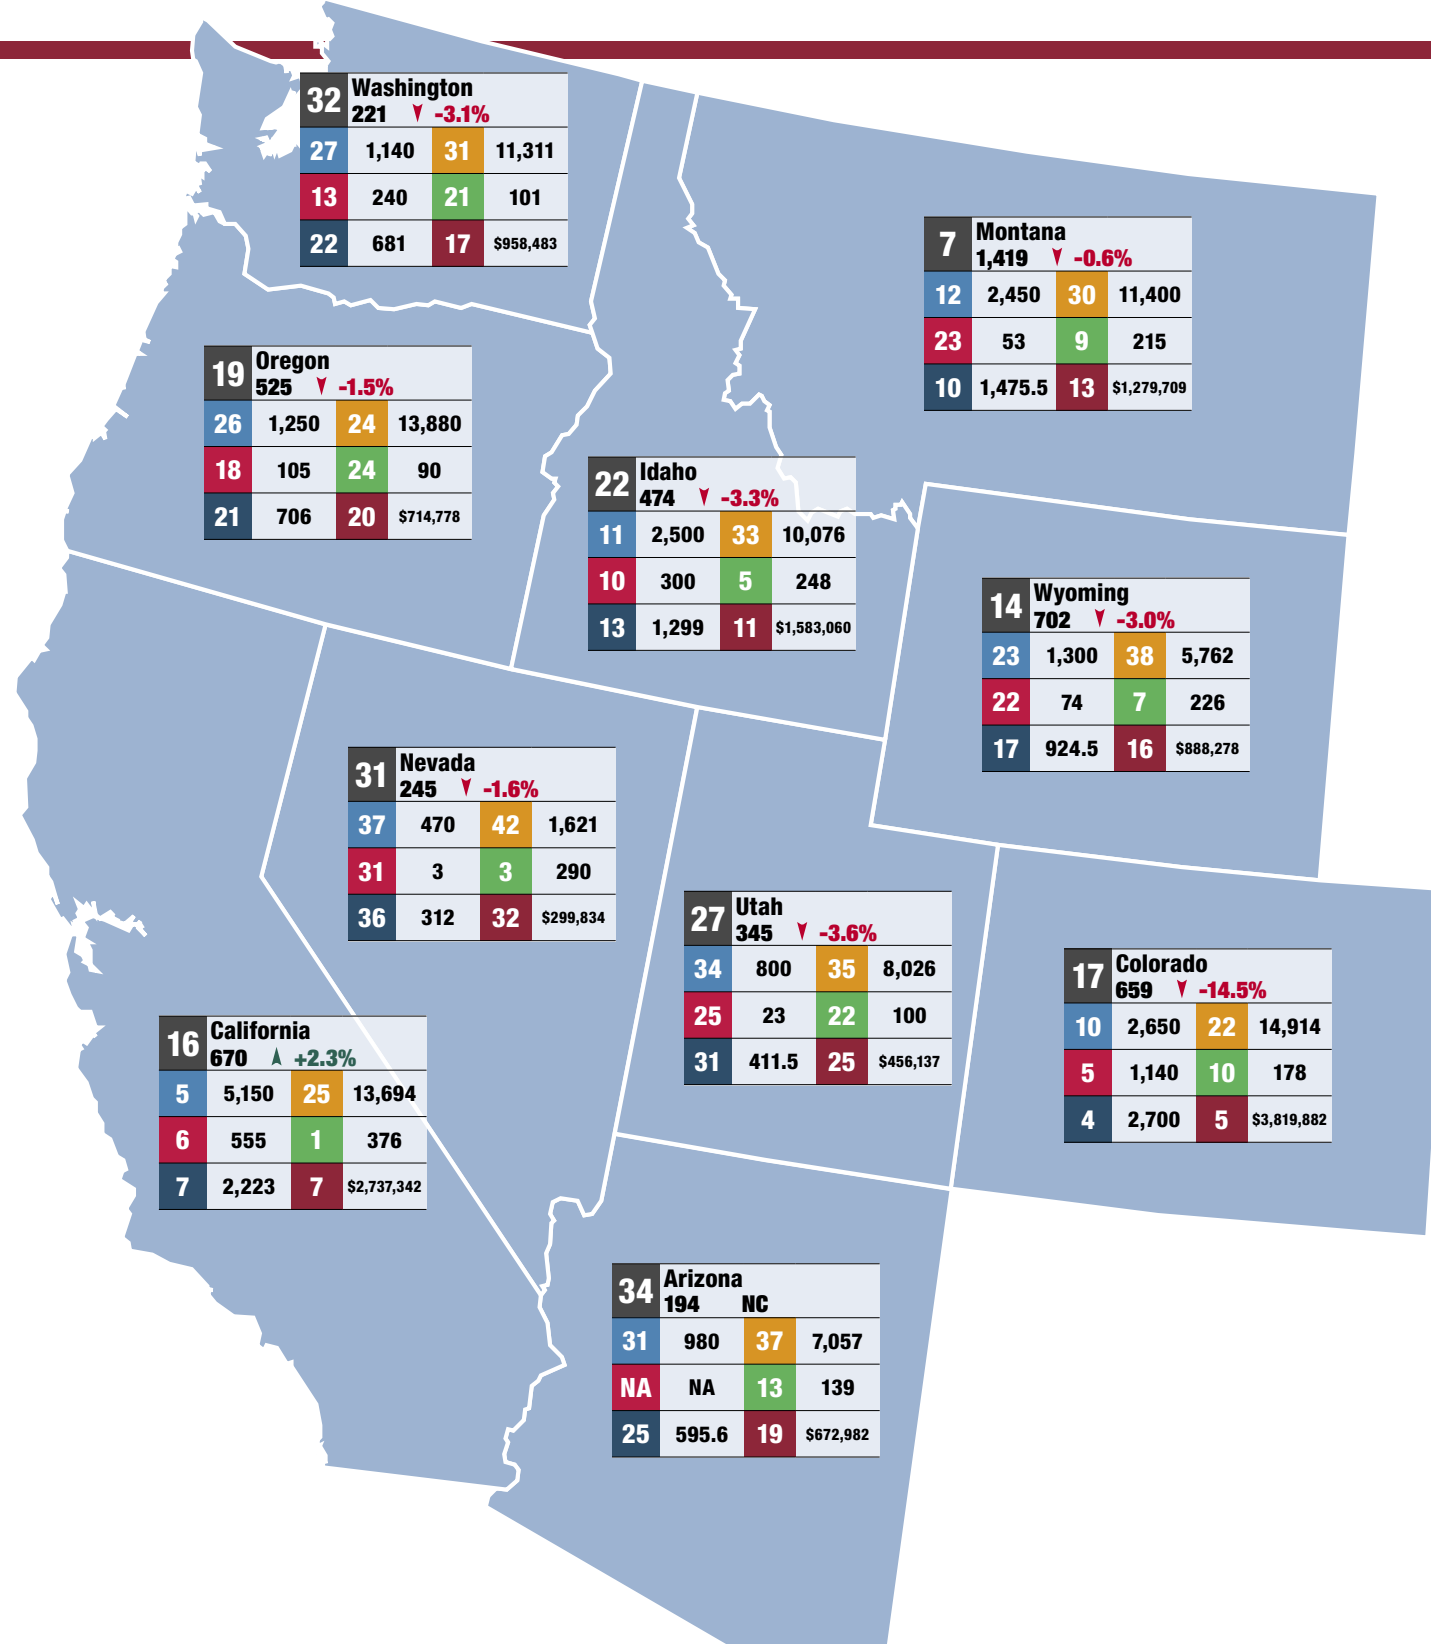 32 Washington
221 -3.1%
27 1,140 31 11,311
13 240 21 101
22 681 17 $958,483
7 Montana
1,419 -0.6%
12 2,450 30 11,400
23 53 9 215
10 1,475.5 13 $1,279,709
19 Oregon
525 -1.5%
26 1,250 24 13,880
18 105 24 90
21 706 20 $714,778
22 Idaho
474 -3.3%
11 2,500 33 10,076
10 300 5 248
13 1,299 11 $1,583,060
14 Wyoming
702 -3.0%
23 1,300 38 5,762
22 74 7 226
17 924.5 16 $888,278
31 Nevada
245 -1.6%
37 470 42 1,621
31 3 3 290
36 312 32 $299,834
27 Utah
345 -3.6%
34 800 35 8,026
25 23 22 100
31 411.5 25 $456,137
17 Colorado
659 -14.5%
10 2,650 22 14,914
5 1,140 10 178
4 2,700 5 $3,819,882
16 California
670 +2.3%
5 5,150 25 13,694
6 555 1 376
7 2,223 7 $2,737,342
34 Arizona
194 NC
31 980 37 7,057
NA NA 13 139
25 595.6 19 $672,982